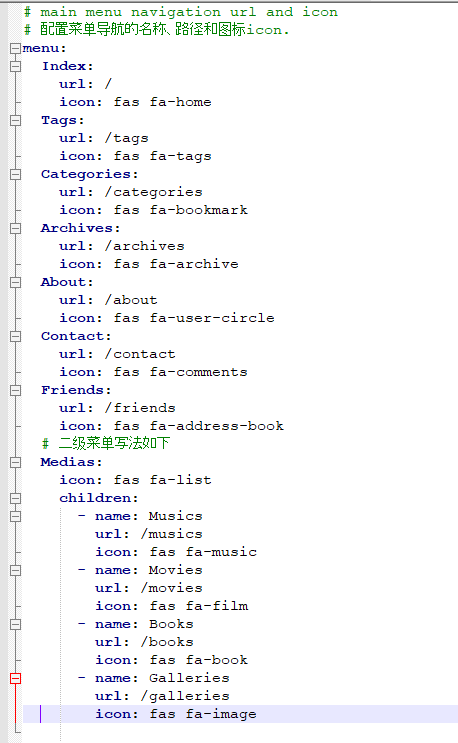 # main menu navigation url and icon
# 配置菜单导航的名称、路径和图标icon.
menu:
  Index:
    url: /
    icon: fas fa-home
  Tags:
    url: /tags
    icon: fas fa-tags
  Categories:
    url: /categories
    icon: fas fa-bookmark
  Archives:
    url: /archives
    icon: fas fa-archive
  About:
    url: /about
    icon: fas fa-user-circle
  Contact:
    url: /contact
    icon: fas fa-comments
  Friends:
    url: /friends
    icon: fas fa-address-book
  # 二级菜单写法如下
  Medias:
    icon: fas fa-list
    children:
      - name: Musics
        url: /musics
        icon: fas fa-music
      - name: Movies
        url: /movies
        icon: fas fa-film
      - name: Books
        url: /books
        icon: fas fa-book
      - name: Galleries
        url: /galleries
        icon: fas fa-image